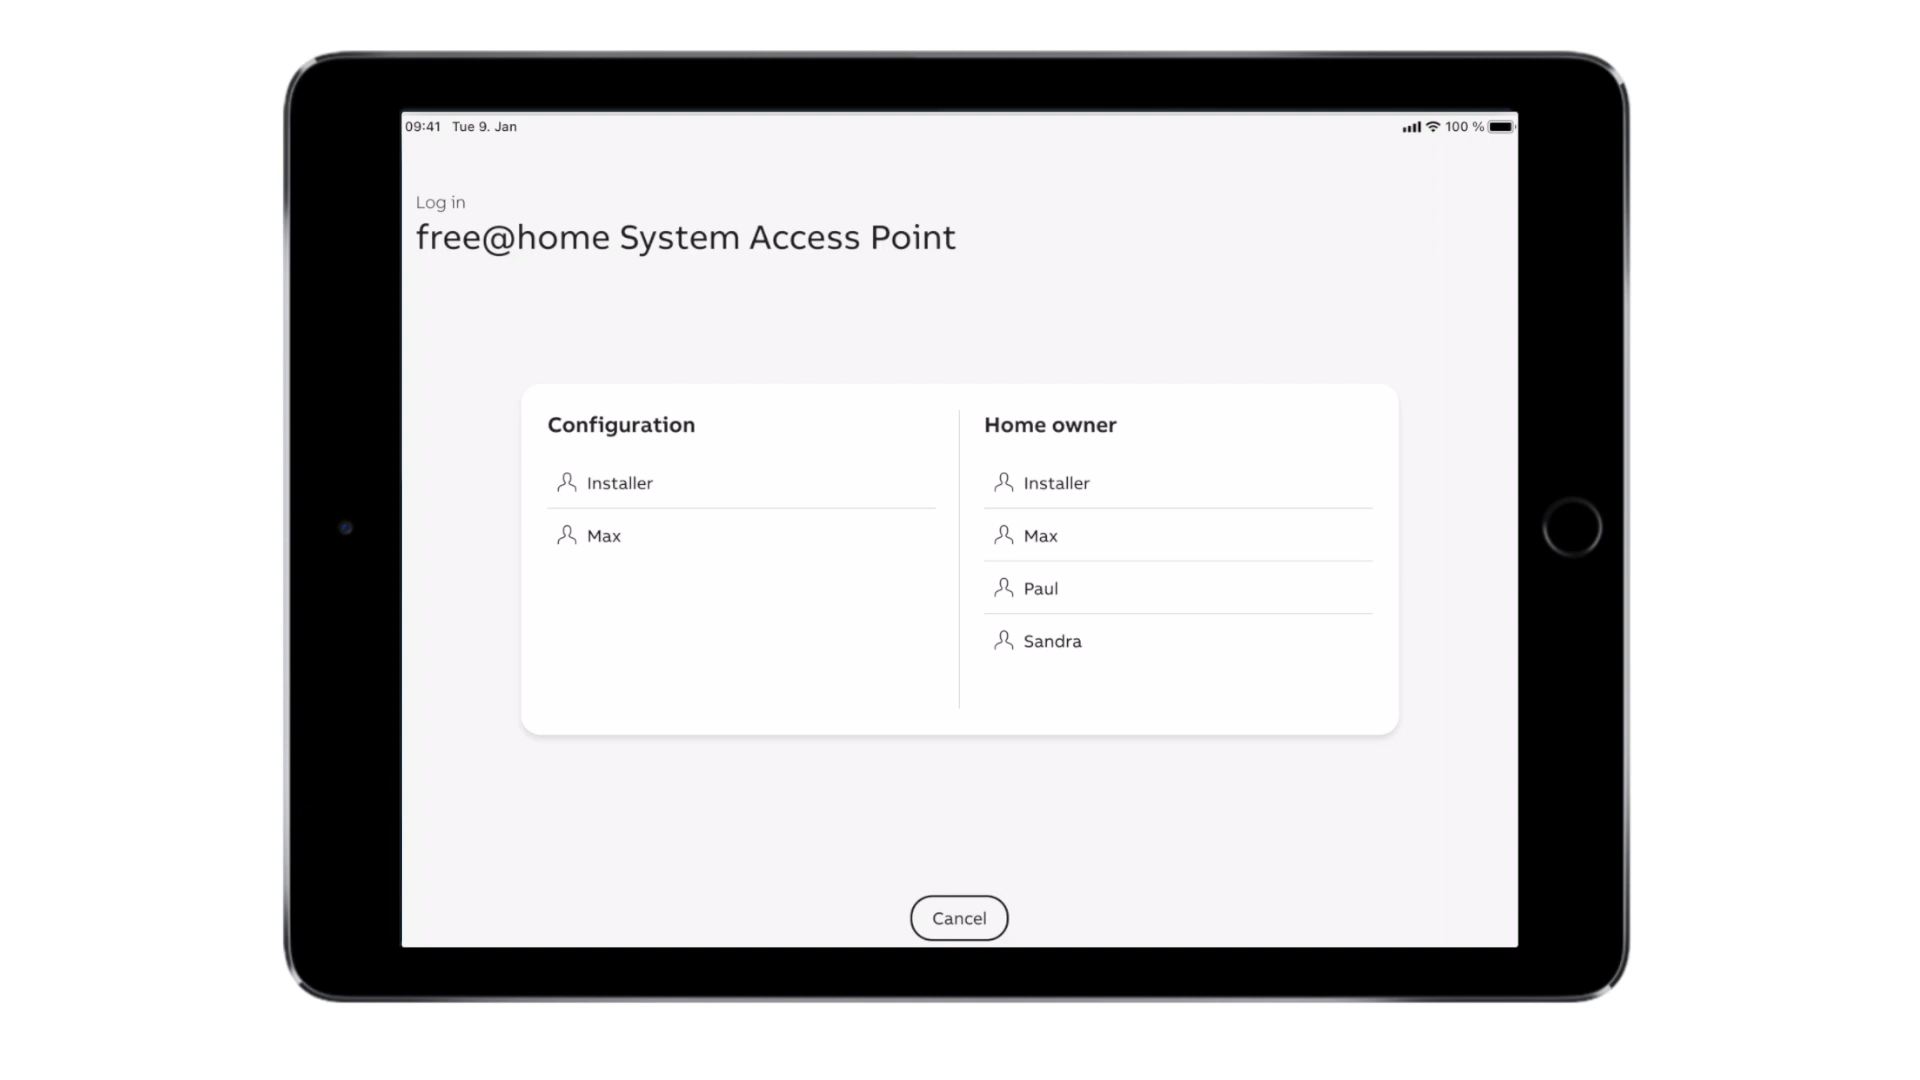 09:41 Tue 9. Jan
100 %
Log in
free@home System Access Point
Configuration
Installer
Max
Home owner
Installer
Max
Paul
Sandra
Cancel